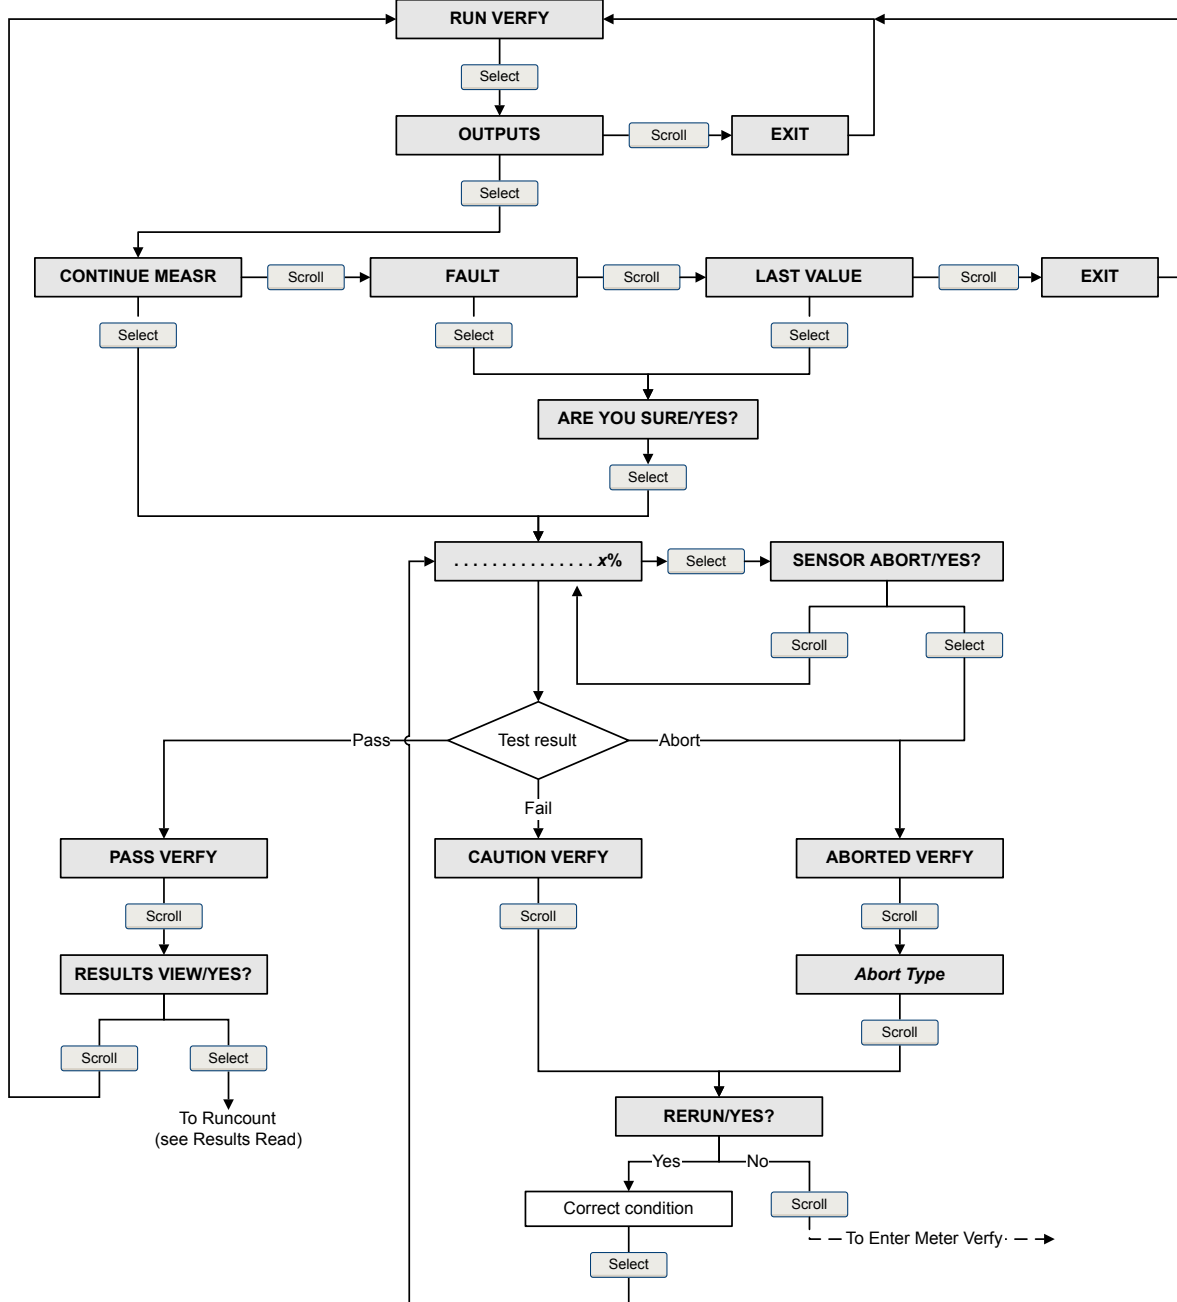 RUN VERFY
Select
OUTPUTS
Scroll
EXIT
Select
CONTINUE MEASR
Scroll
FAULT
Scroll
LAST VALUE
Scroll
EXIT
Select
Select
Select
ARE YOU SURE/YES?
Select
. . . . . . . . . . . . . . . x%
Select
SENSOR ABORT/YES?
Scroll
Select
Pass
Test result
Abort
Fail
PASS VERFY
CAUTION VERFY
ABORTED VERFY
Scroll
Scroll
Scroll
RESULTS VIEW/YES?
Abort Type
Scroll
Scroll
Select
To Runcount
(see Results Read)
RERUN/YES?
Yes
No
Correct condition
Scroll
To Enter Meter Verfy
Select